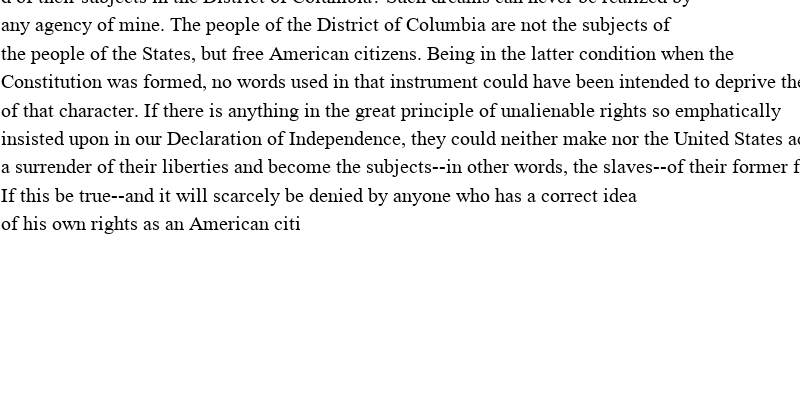 any agency of mine. The people of the District of Columbia are not the subjects of
the people of the States, but free American citizens. Being in the latter condition when the
Constitution was formed, no words used in that instrument could have been intended to deprive
of that character. If there is anything in the great principle of unalienable rights so emphatically
insisted upon in our Declaration of Independence, they could neither make nor the United States
a surrender of their liberties and become the subjects--in other words, the slaves--of their former
If this be true--and it will scarcely be denied by anyone who has a correct idea
of his own rights as an American citi